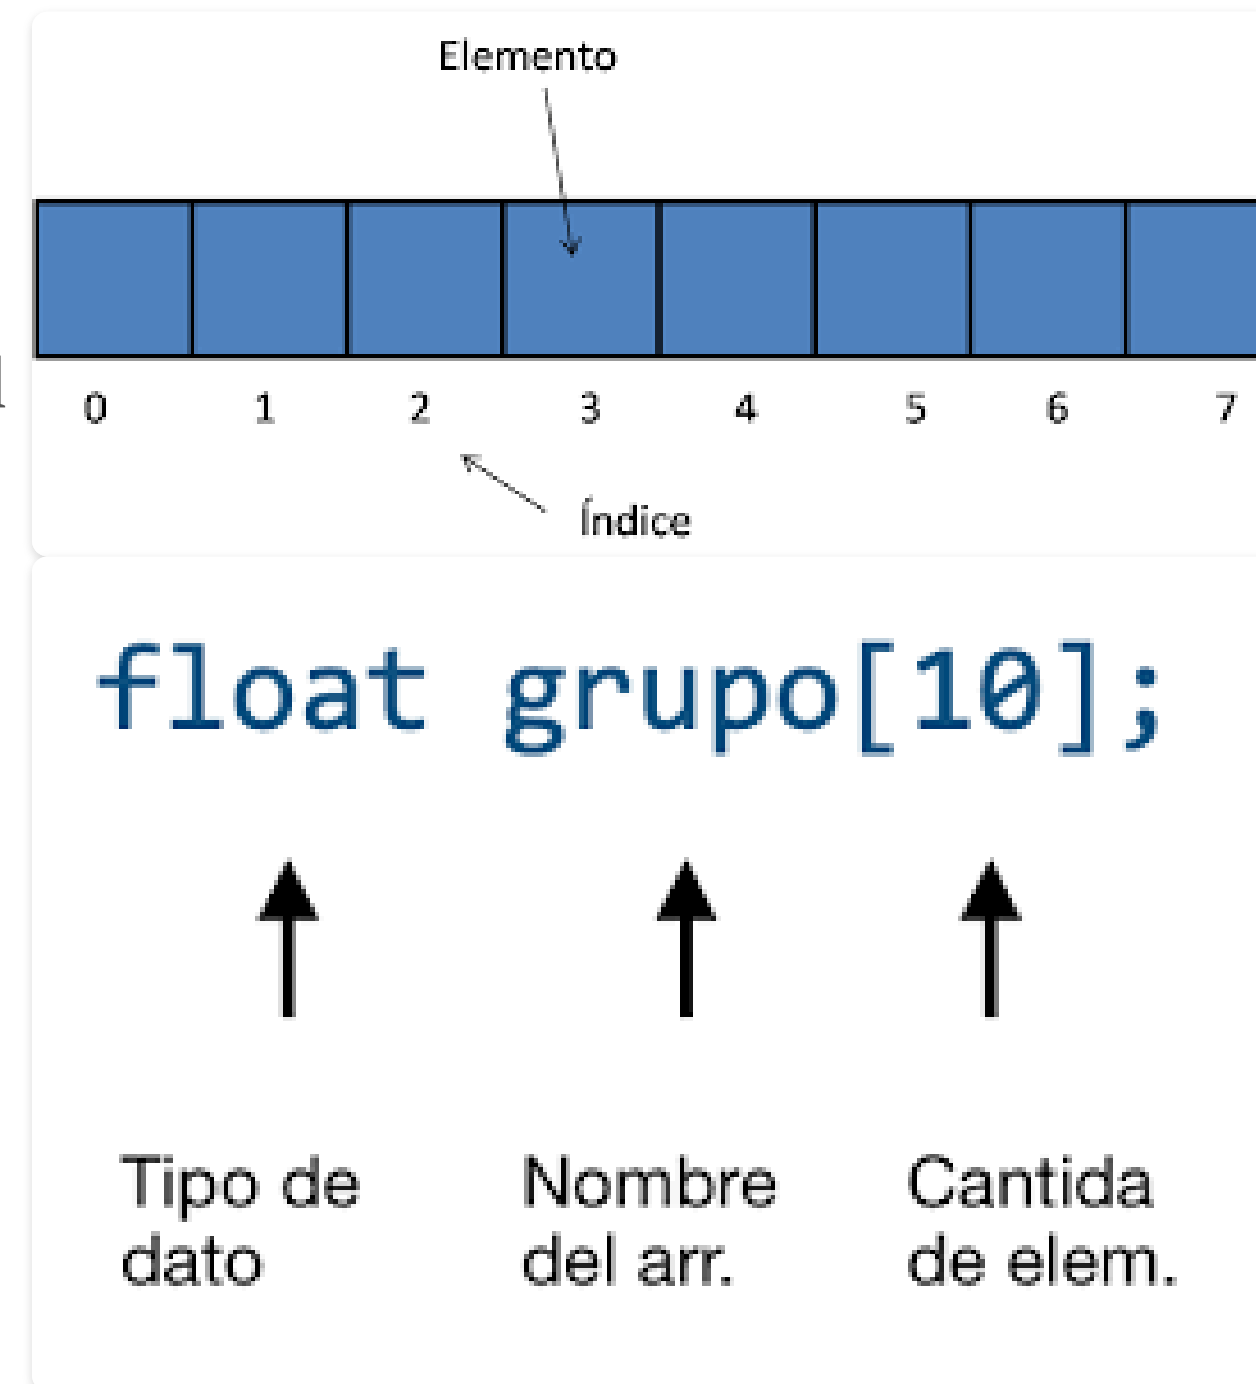 Elemento
0 1 2 3 4 5 6 7
Índice
float grupo[10];
Tipo de Nombre Cantida
dato del arr. de elem.